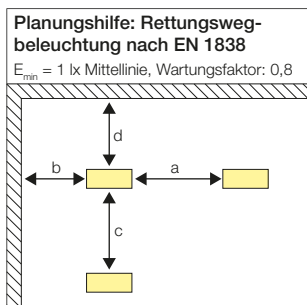 Planungshilfe: Rettungsweg-
beleuchtung nach EN 1838
Emin = 1 lx Mittellinie, Wartungsfaktor: 0,8
d
b
a
c